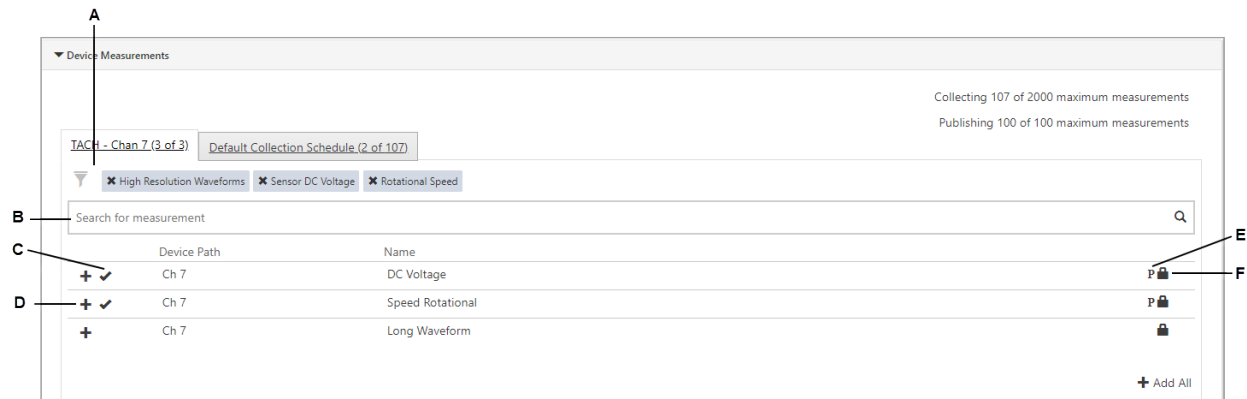 A
Device Measurements
Collecting 107 of 2000 maximum measurements
Publishing 100 of 100 maximum measurements
TACH - Chan 7 (3 of 3) Default Collection Schedule (2 of 107)
High Resolution Waveforms Sensor DC Voltage Rotational Speed
B Search for measurement
C Device Path Name E
Ch 7 DC Voltage P F
D Ch 7 Speed Rotational P
Ch 7 Long Waveform
Add All